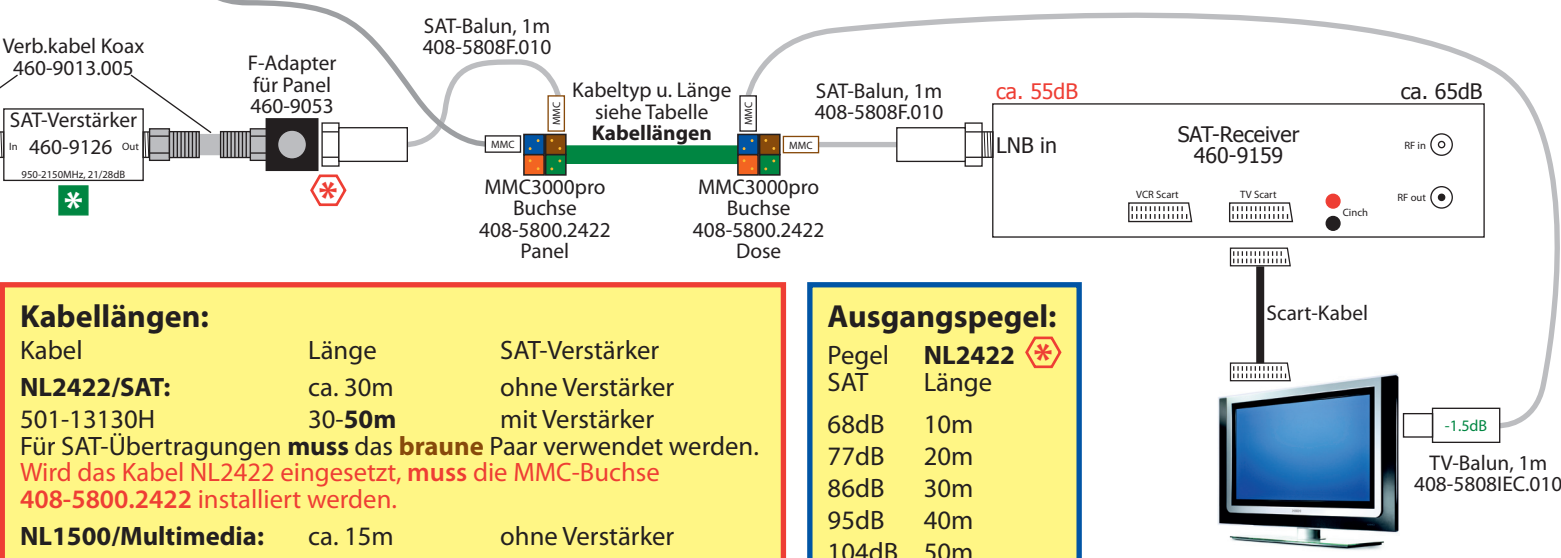 Verb.kabel Koax
460-9013.005
SAT-Verstärker
In 460-9126 Out
950-2150MHz, 21/28dB
*
F-Adapter
für Panel
460-9053
*
SAT-Balun, 1m
408-5808F.010
MMC
MMC
MMC3000pro
Buchse
408-5800.2422
Panel
Kabeltyp u. Länge
siehe Tabelle
Kabellängen
MMC
MMC
MMC3000pro
Buchse
408-5800.2422
Dose
SAT-Balun, 1m
408-5808F.010
ca. 55dB
ca. 65dB
LNB in
SAT-Receiver
460-9159
VCR Scart
TV Scart
Cinch
RF in
RF out
Scart-Kabel
-1.5dB
TV-Balun, 1m
408-5808IEC.010
Kabellängen:
Kabel Länge SAT-Verstärker
NL2422/SAT: ca. 30m ohne Verstärker
501-13130H 30-50m mit Verstärker
Für SAT-Übertragungen muss das braune Paar verwendet werden.
Wird das Kabel NL2422 eingesetzt, muss die MMC-Buchse
408-5800.2422 installiert werden.
NL1500/Multimedia: ca. 15m ohne Verstärker
Ausgangspegel:
Pegel NL2422 *
SAT Länge
68dB 10m
77dB 20m
86dB 30m
95dB 40m
104dB 50m